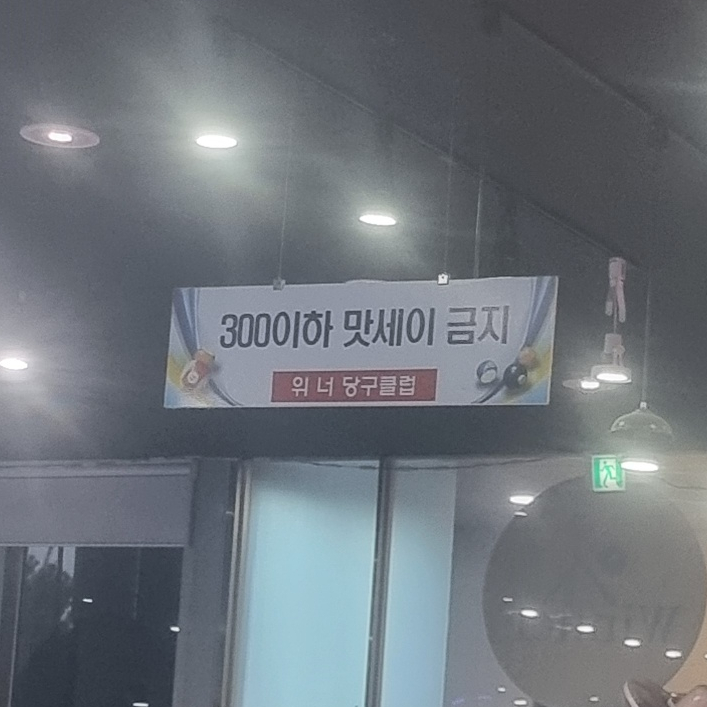 300이하 맛세이 금지
위 너 당구클럽